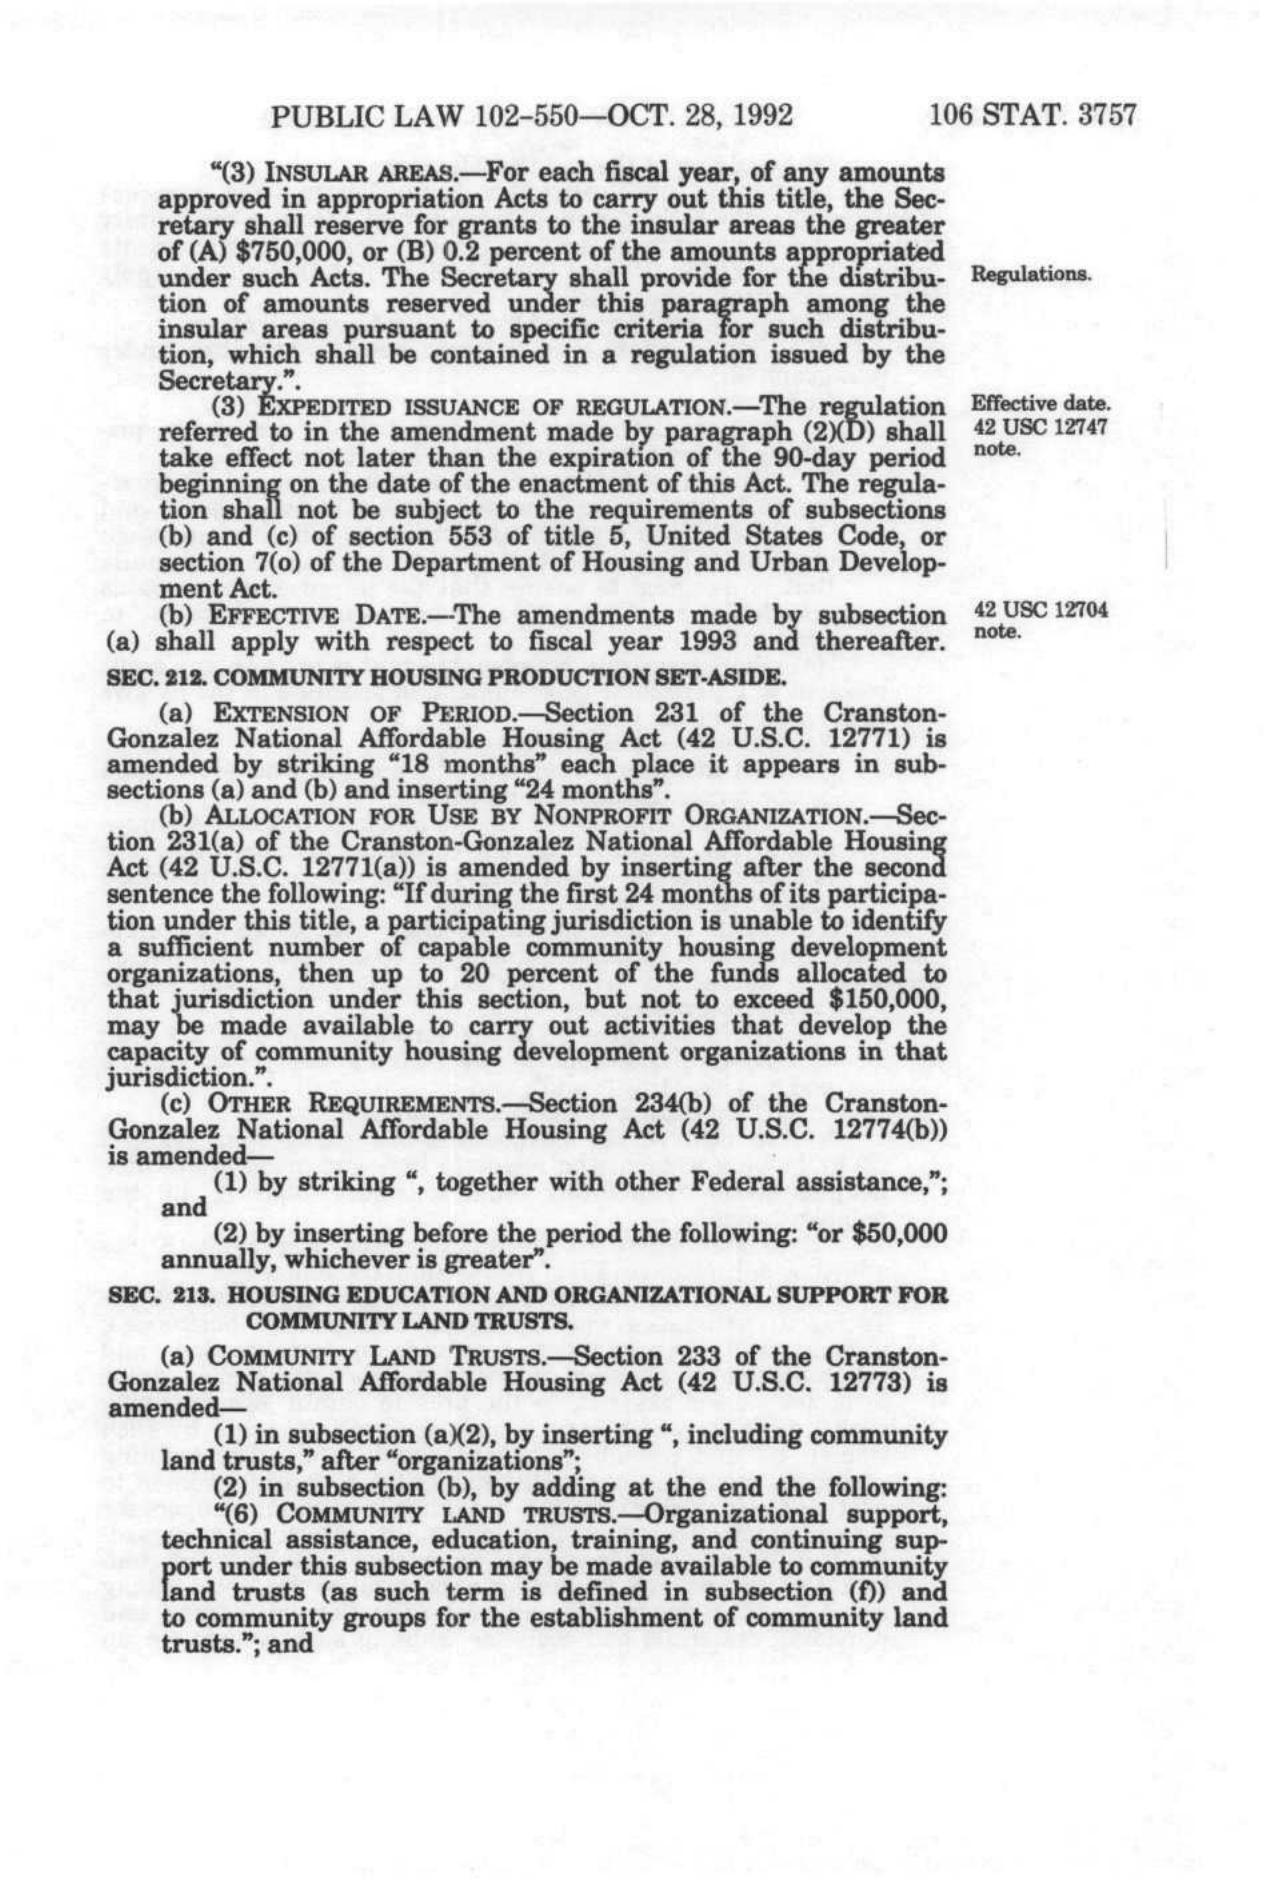 PUBLIC LAW 102–550—OCT. 28, 1992 106 STAT. 3757
“(3) INSULAR AREAS.—For each fiscal year, of any amounts
approved in appropriation Acts to carry out this title, the Sec-
retary shall reserve for grants to the insular areas the greater
of (A) $750,000, or (B) 0.2 percent of the amounts appropriated
under such Acts. The Secretary shall provide for the distribu-
Regulations.
tion of amounts reserved under this paragraph among the
insular areas pursuant to specific criteria for such distribu-
tion, which shall be contained in a regulation issued by the
Secretary.”.
(3) EXPEDITED ISSUANCE OF REGULATION.—The regulation
Effective date.
referred to in the amendment made by paragraph (2)(D) shall
42 USC 12747
take effect not later than the expiration of the 90-day period
note.
beginning on the date of the enactment of this Act. The regula-
tion shall not be subject to the requirements of subsections
(b) and (c) of section 553 of title 5, United States Code, or
section 7(o) of the Department of Housing and Urban Develop-
ment Act.
(b) EFFECTIVE DATE.—The amendments made by subsection
42 USC 12704
(a) shall apply with respect to fiscal year 1993 and thereafter.
note.
SEC. 212. COMMUNITY HOUSING PRODUCTION SET-ASIDE.
(a) EXTENSION OF PERIOD.—Section 231 of the Cranston-
Gonzalez National Affordable Housing Act (42 U.S.C. 12771) is
amended by striking “18 months” each place it appears in sub-
sections (a) and (b) and inserting “24 months”.
(b) ALLOCATION FOR USE BY NONPROFIT ORGANIZATION.—Sec-
tion 231(a) of the Cranston-Gonzalez National Affordable Housing
Act (42 U.S.C. 12771(a)) is amended by inserting after the second
sentence the following: “If during the first 24 months of its participa-
tion under this title, a participating jurisdiction is unable to identify
a sufficient number of capable community housing development
organizations, then up to 20 percent of the funds allocated to
that jurisdiction under this section, but not to exceed $150,000,
may be made available to carry out activities that develop the
capacity of community housing development organizations in that
jurisdiction.”.
(c) OTHER REQUIREMENTS.—Section 234(b) of the Cranston-
Gonzalez National Affordable Housing Act (42 U.S.C. 12774(b))
is amended—
(1) by striking “, together with other Federal assistance,”;
and
(2) by inserting before the period the following: “or $50,000
annually, whichever is greater”.
SEC. 213. HOUSING EDUCATION AND ORGANIZATIONAL SUPPORT FOR
COMMUNITY LAND TRUSTS.
(a) COMMUNITY LAND TRUSTS.—Section 233 of the Cranston-
Gonzalez National Affordable Housing Act (42 U.S.C. 12773) is
amended—
(1) in subsection (a)(2), by inserting “, including community
land trusts,” after “organizations”;
(2) in subsection (b), by adding at the end the following:
“(6) COMMUNITY LAND TRUSTS.—Organizational support,
technical assistance, education, training, and continuing sup-
port under this subsection may be made available to community
land trusts (as such term is defined in subsection (f)) and
to community groups for the establishment of community land
trusts.”; and